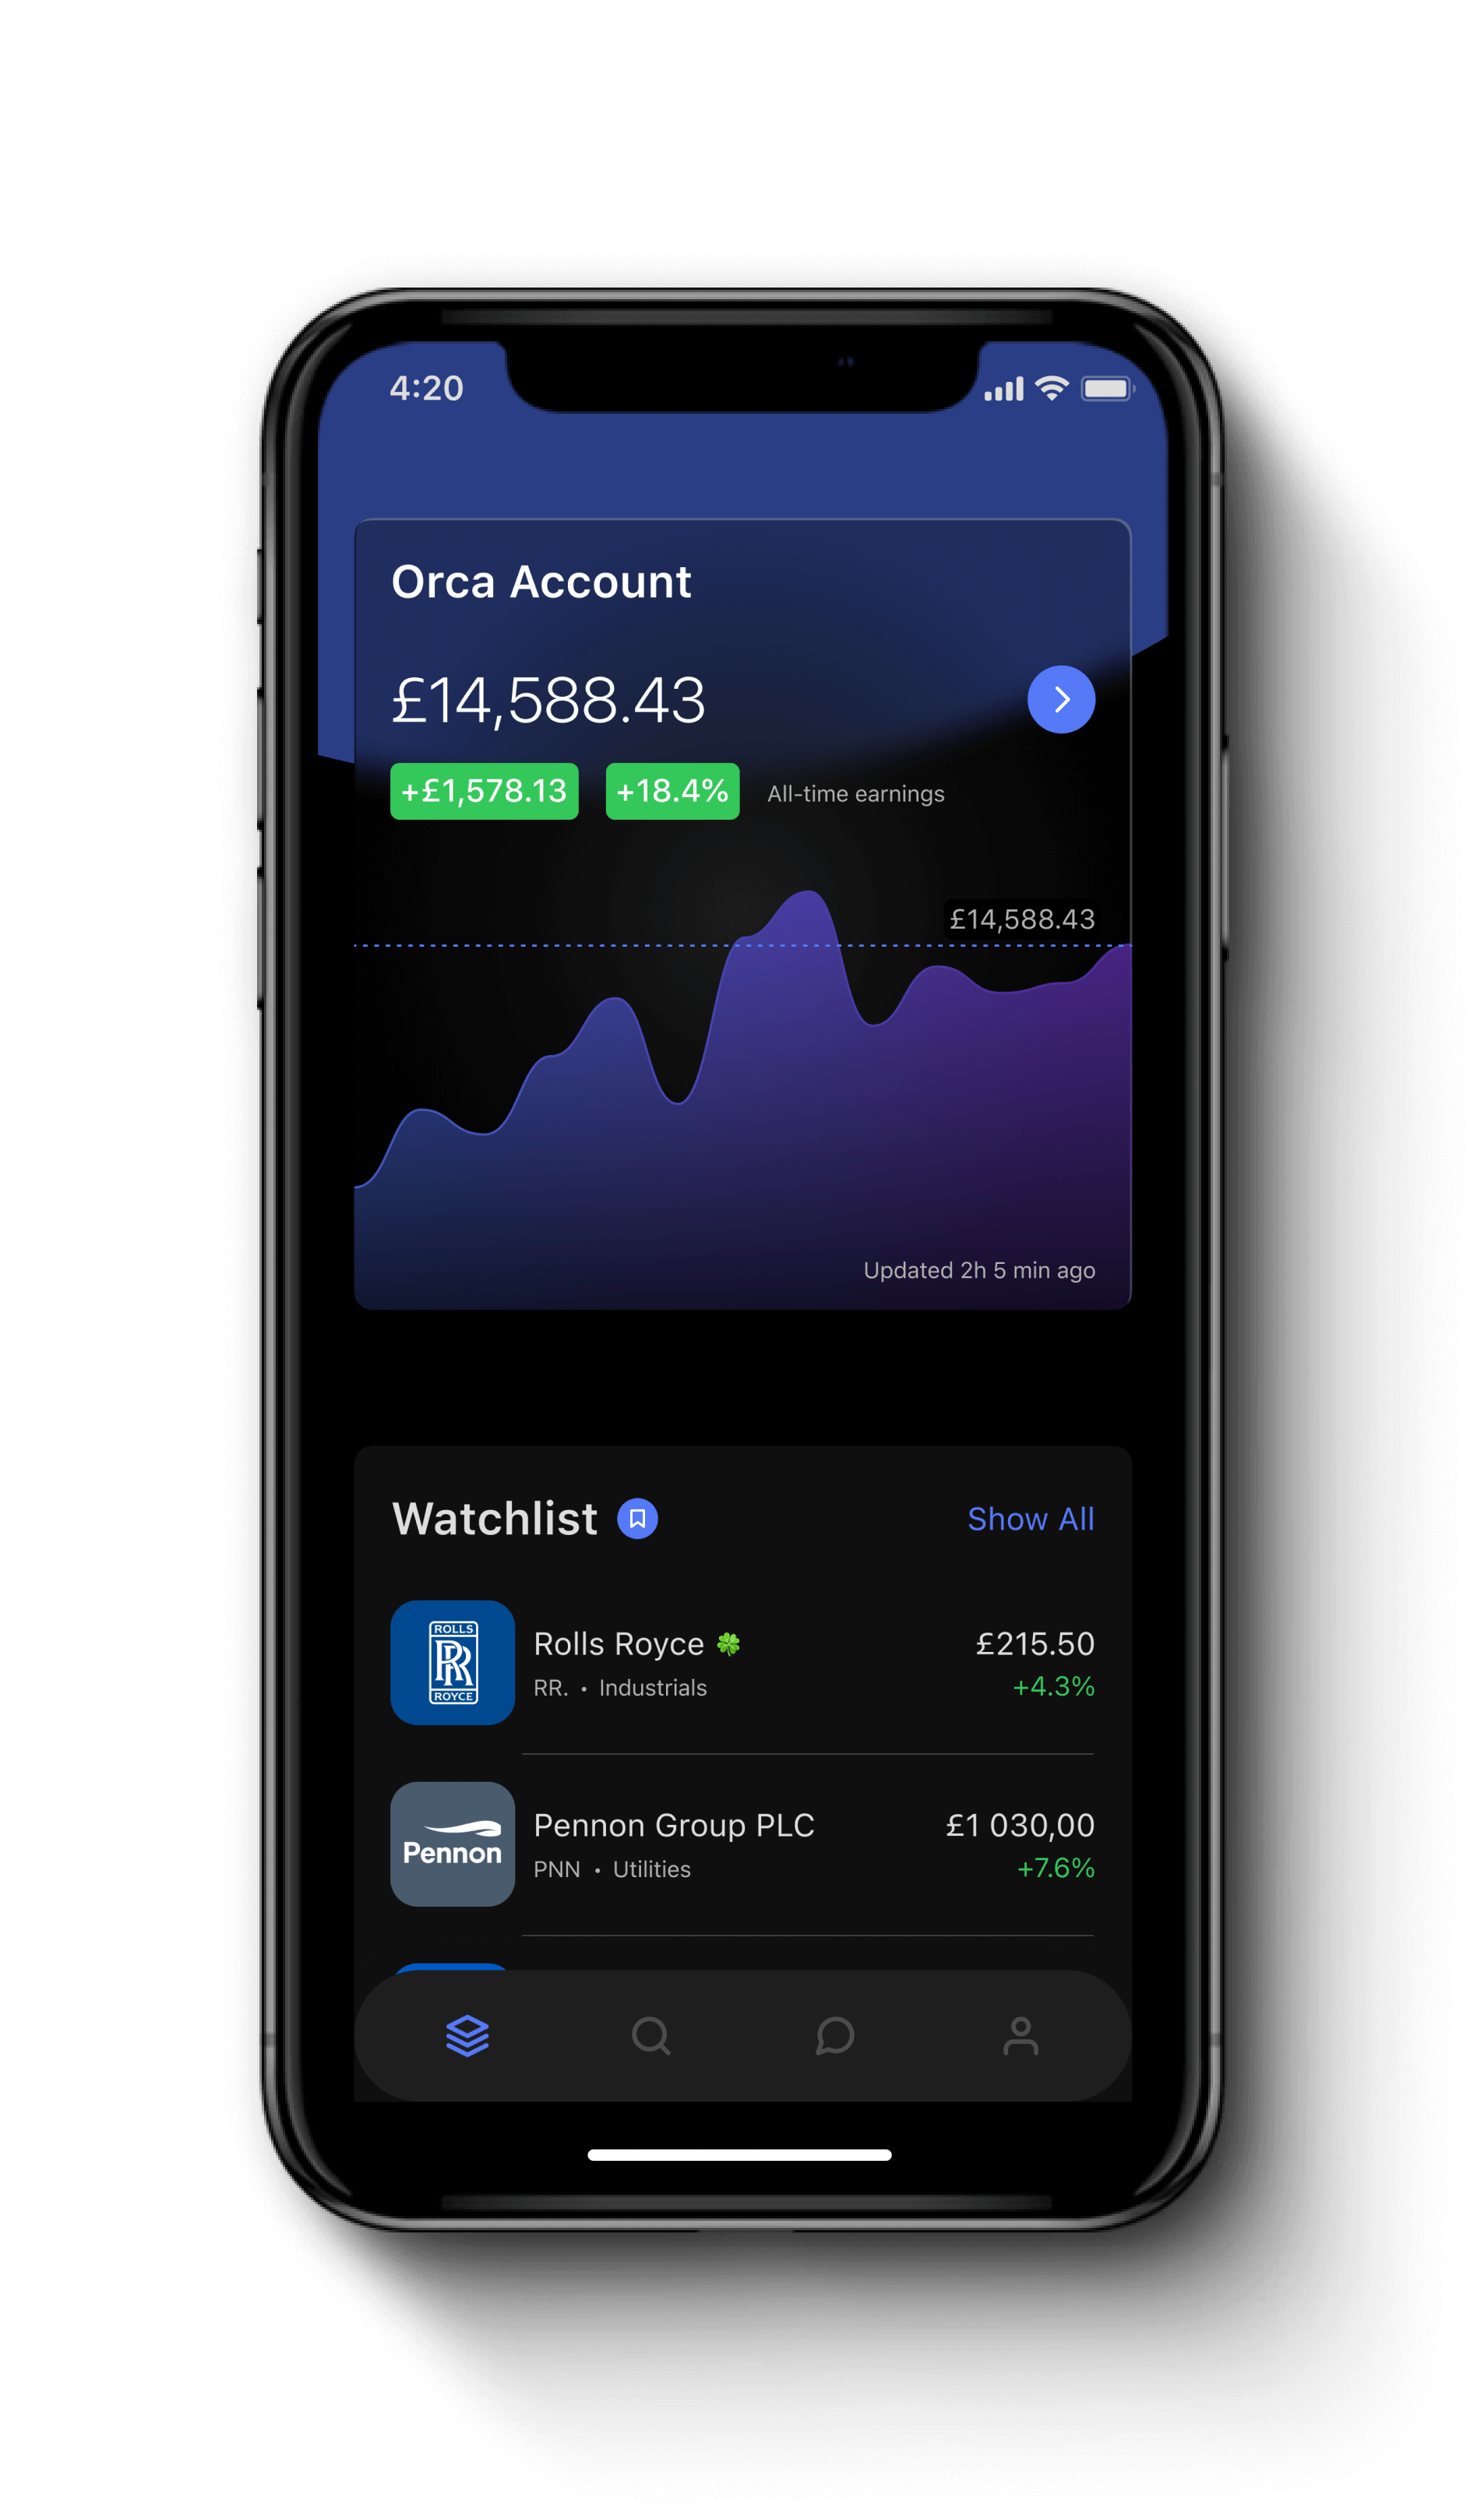 4:20
Orca Account
£14,588.43
+£1,578.13 +18.4% All-time earnings
£14,588.43
Updated 2h 5 min ago
Watchlist Show All
ROLLS
RR
ROYCE
Rolls Royce 🍀 £215.50
RR. • Industrials +4.3%
Pennon
Pennon Group PLC £1 030,00
PNN • Utilities +7.6%